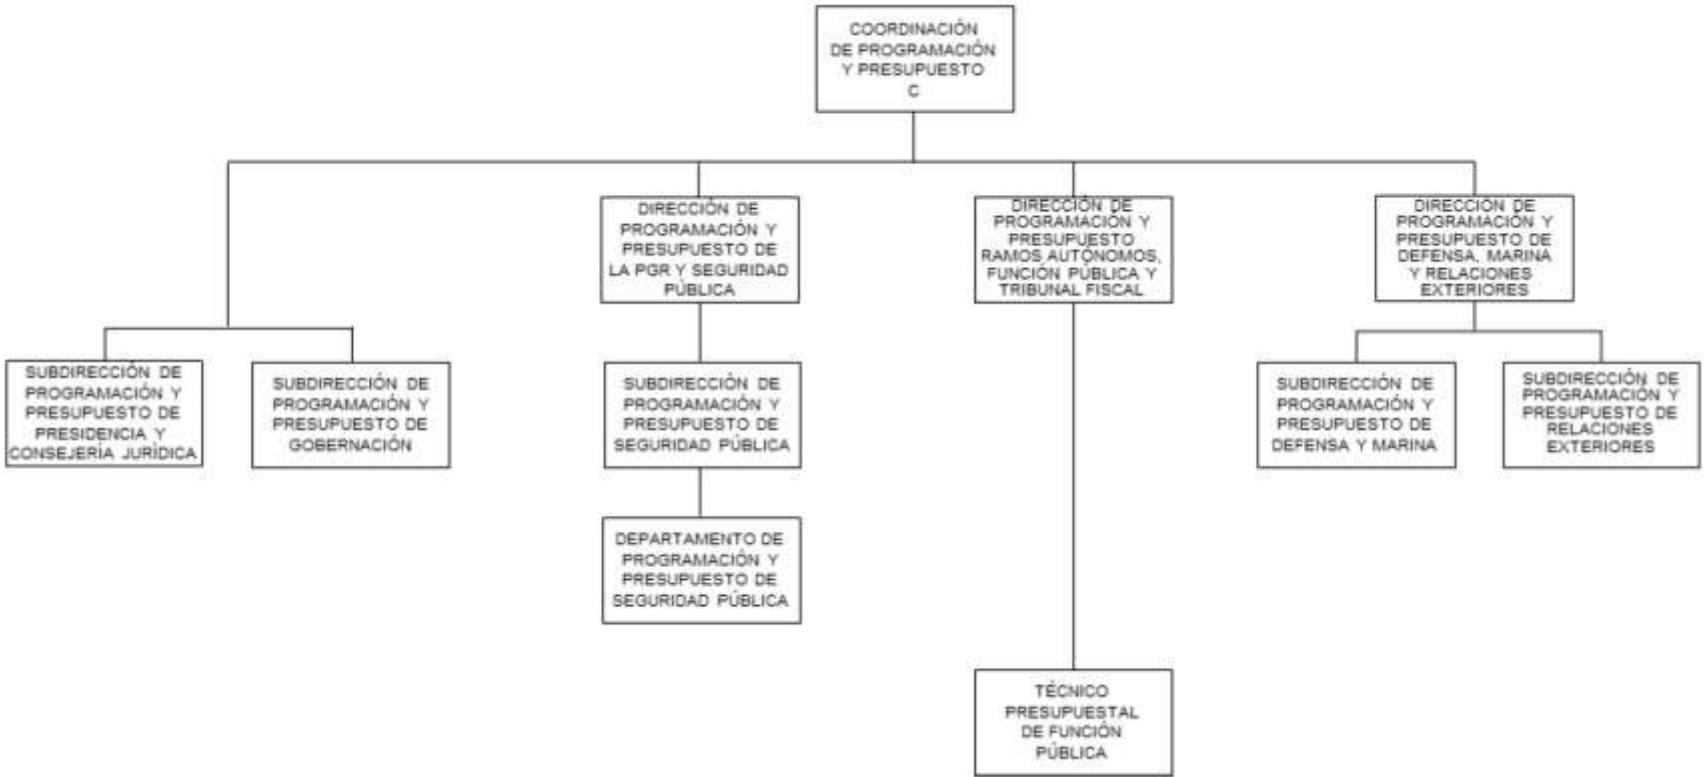 COORDINACIÓN
DE PROGRAMACIÓN
Y PRESUPUESTO
C
DIRECCIÓN DE
PROGRAMACIÓN Y
PRESUPUESTO DE
LA PGR Y SEGURIDAD
PÚBLICA
DIRECCIÓN DE
PROGRAMACIÓN Y
PRESUPUESTO
RAMOS AUTÓNOMOS,
FUNCIÓN PÚBLICA Y
TRIBUNAL FISCAL
DIRECCIÓN DE
PROGRAMACIÓN Y
PRESUPUESTO DE
DEFENSA, MARINA
Y RELACIONES
EXTERIORES
SUBDIRECCIÓN DE
PROGRAMACIÓN Y
PRESUPUESTO DE
PRESIDENCIA Y
CONSEJERÍA JURÍDICA
SUBDIRECCIÓN DE
PROGRAMACIÓN Y
PRESUPUESTO DE
GOBERNACIÓN
SUBDIRECCIÓN DE
PROGRAMACIÓN Y
PRESUPUESTO DE
SEGURIDAD PÚBLICA
SUBDIRECCIÓN DE
PROGRAMACIÓN Y
PRESUPUESTO DE
DEFENSA Y MARINA
SUBDIRECCIÓN DE
PROGRAMACIÓN Y
PRESUPUESTO DE
RELACIONES
EXTERIORES
DEPARTAMENTO DE
PROGRAMACIÓN Y
PRESUPUESTO DE
SEGURIDAD PÚBLICA
TÉCNICO
PRESUPUESTAL
DE FUNCIÓN
PÚBLICA